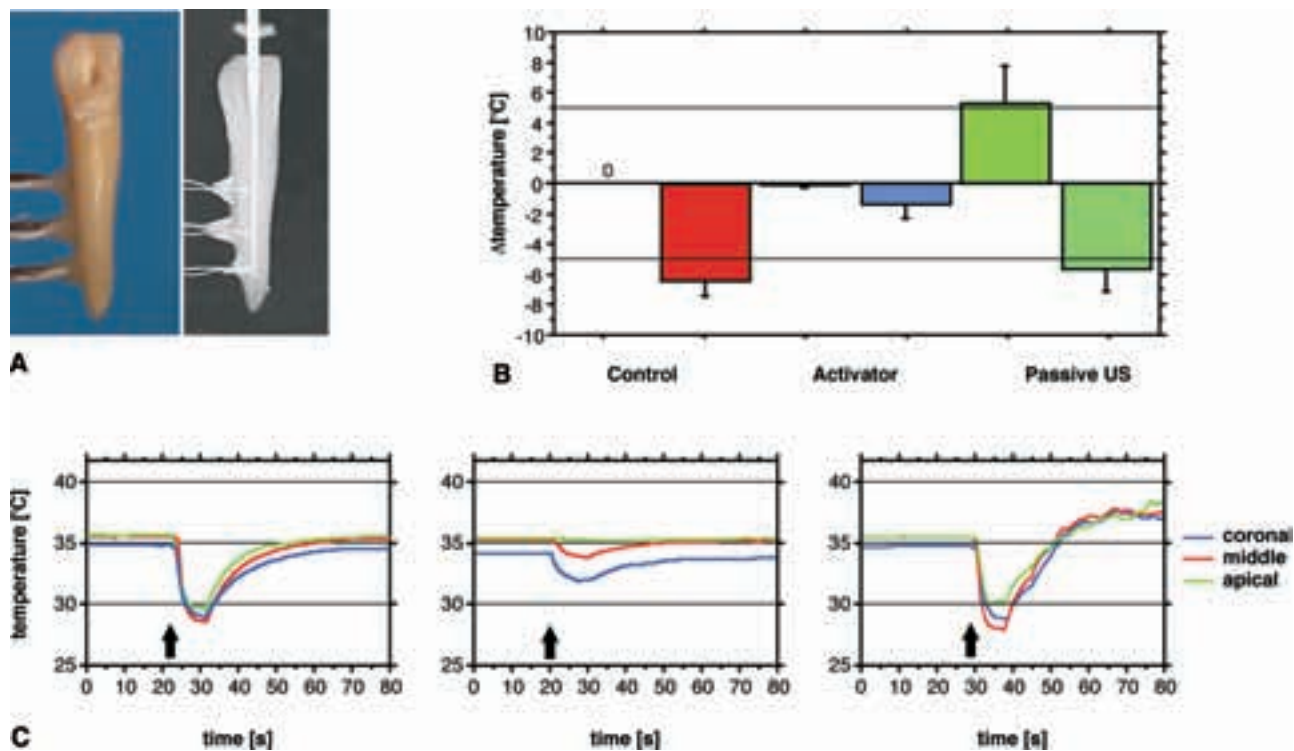 A
Δtemperature [°C]
10
8
6
4
2
0
-2
-4
-6
-8
-10
0
B
Control Activator Passive US
temperature [°C]
40
35
30
25
0 10 20 30 40 50 60 70 80
time [s]
40
35
30
25
0 10 20 30 40 50 60 70 80
time [s]
40
35
30
25
0 10 20 30 40 50 60 70 80
time [s]
coronal
middle
apical
C